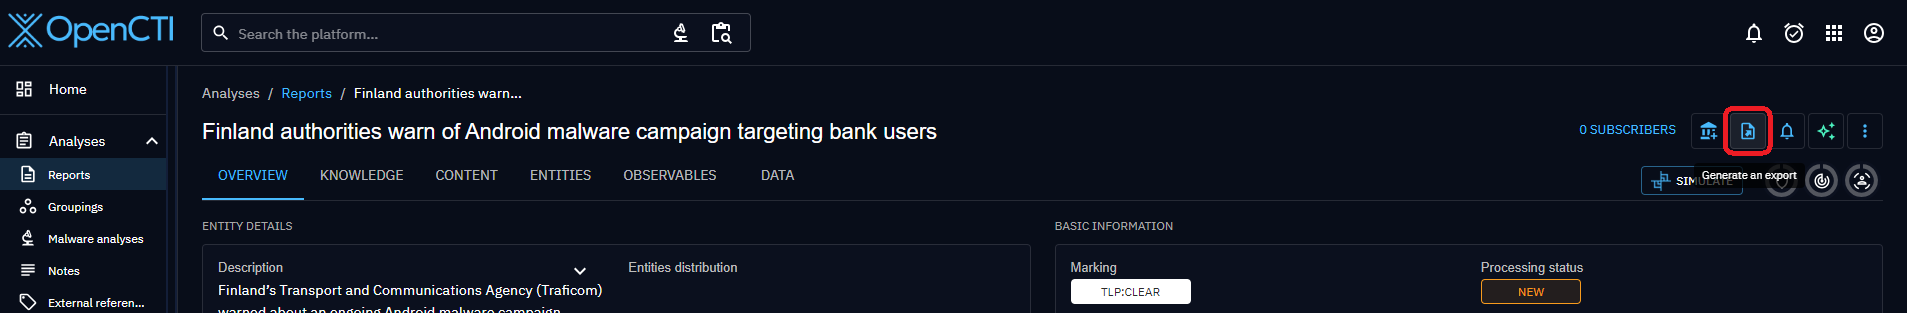 OpenCTI
Search the platform...
Home
Analyses
Reports
Groupings
Malware analyses
Notes
External referen...
Analyses / Reports / Finland authorities warn...
Finland authorities warn of Android malware campaign targeting bank users
0 SUBSCRIBERS
OVERVIEW KNOWLEDGE CONTENT ENTITIES OBSERVABLES DATA
SIMULATE
Generate an export
ENTITY DETAILS
Description
Finland's Transport and Communications Agency (Traficom)
warned about an ongoing Android malware campaign
Entities distribution
BASIC INFORMATION
Marking
TLP:CLEAR
Processing status
NEW